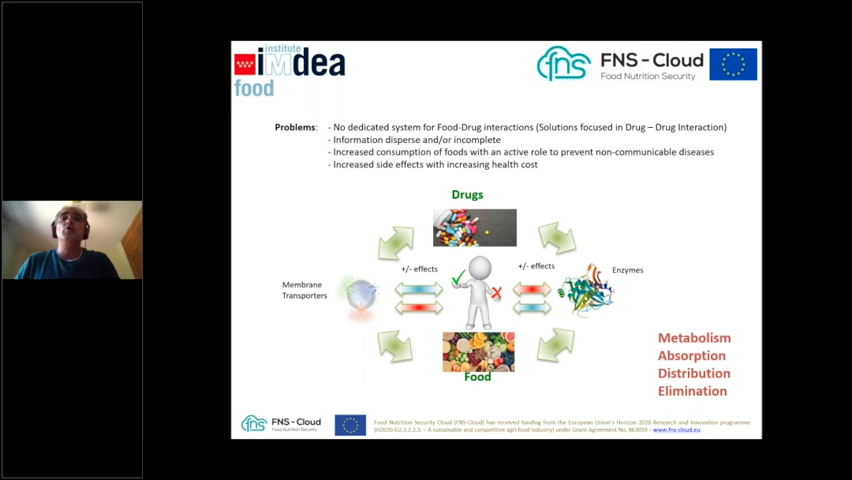 institute
iMdea
food
fns
FNS - Cloud
Food Nutrition Security
Problems: - No dedicated system for Food-Drug interactions (Solutions focused in Drug – Drug Interaction)
- Information disperse and/or incomplete
- Increased consumption of foods with an active role to prevent non-communicable diseases
- Increased side effects with increasing health cost
Drugs
+/- effects
+/- effects
Enzymes
Membrane
Transporters
Metabolism
Absorption
Distribution
Elimination
Food
fns
FNS - Cloud
Food Nutrition Security
Food Nutrition Security Cloud (FNS-Cloud) has received funding from the European Union's Horizon 2020 Research and Innovation programme
(H2020-EU.3.2.2.3. – A sustainable and competitive agri-food industry) under Grant Agreement No. 863059 – www.fns-cloud.eu